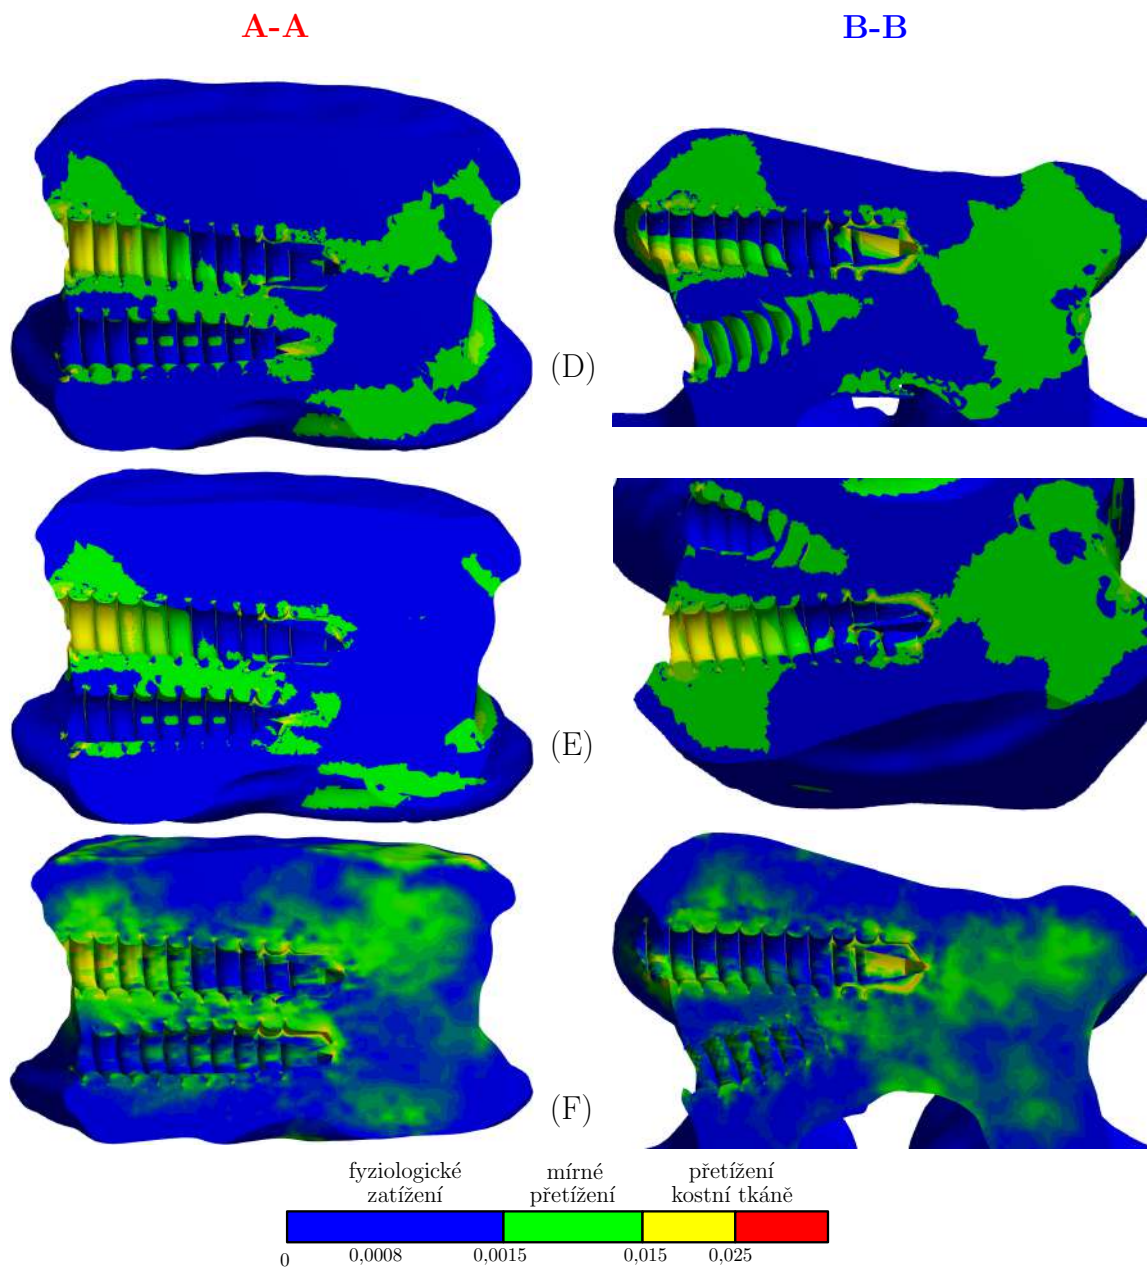 A-A
B-B
(D)
(E)
(F)
fyziologické
zatížení
mírné
přetížení
přetížení
kostní tkáně
0
0,0008
0,0015
0,015
0,025